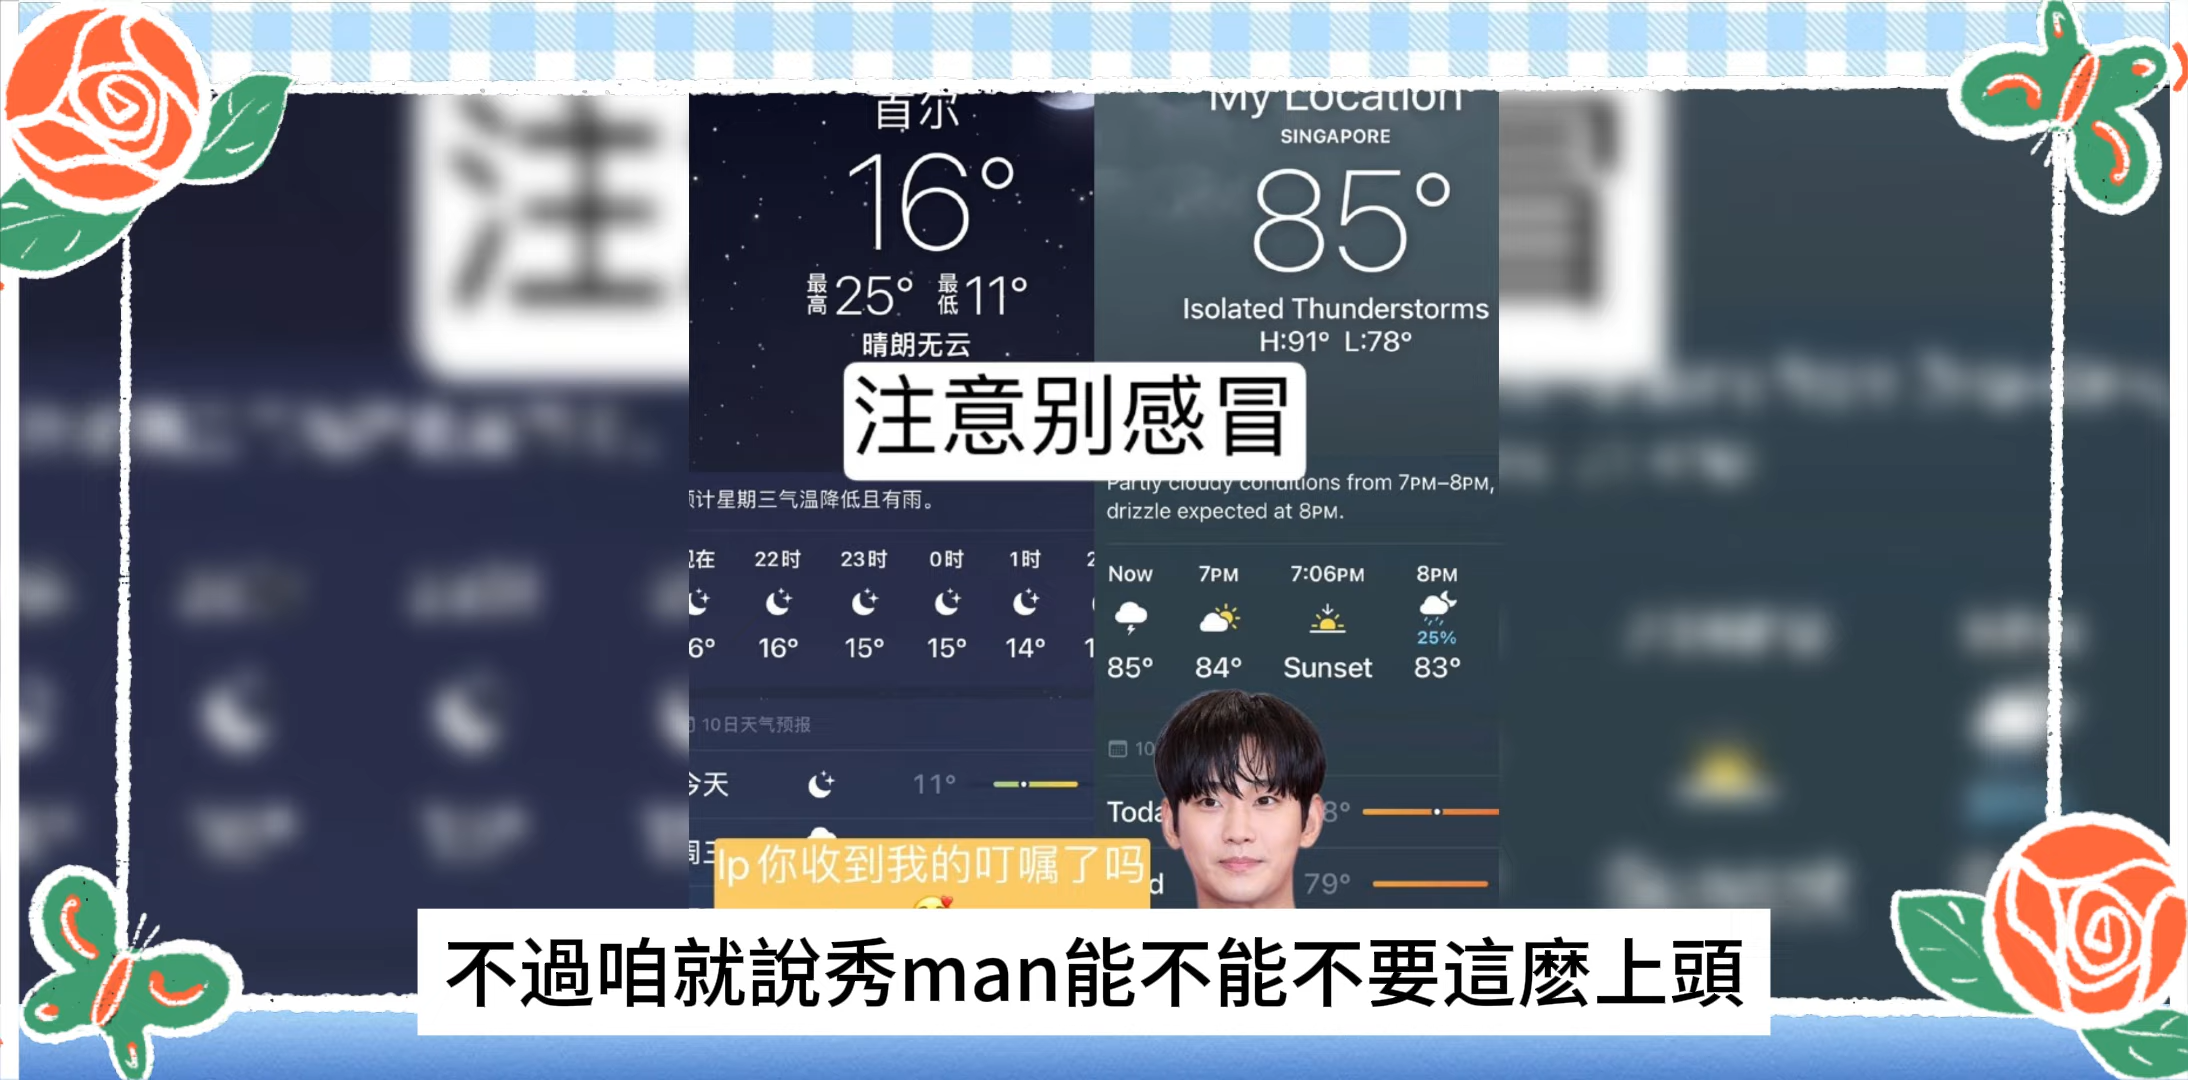 首尔
16°
最高25° 最低11°
晴朗无云
My Location
SINGAPORE
85°
Isolated Thunderstorms
H:91° L:78°
注意别感冒
计星期三气温降低且有雨。
22时 23时 0时 1时
6° 16° 15° 15° 14°
10日天气预报
今天 11°
Partly cloudy conditions from 7PM–8PM,
drizzle expected at 8PM.
Now 7PM 7:06PM 8PM
25%
85° 84° Sunset 83°
10
79°
lp你收到我的叮嘱了吗
不過咱就說秀man能不能不要這麽上頭